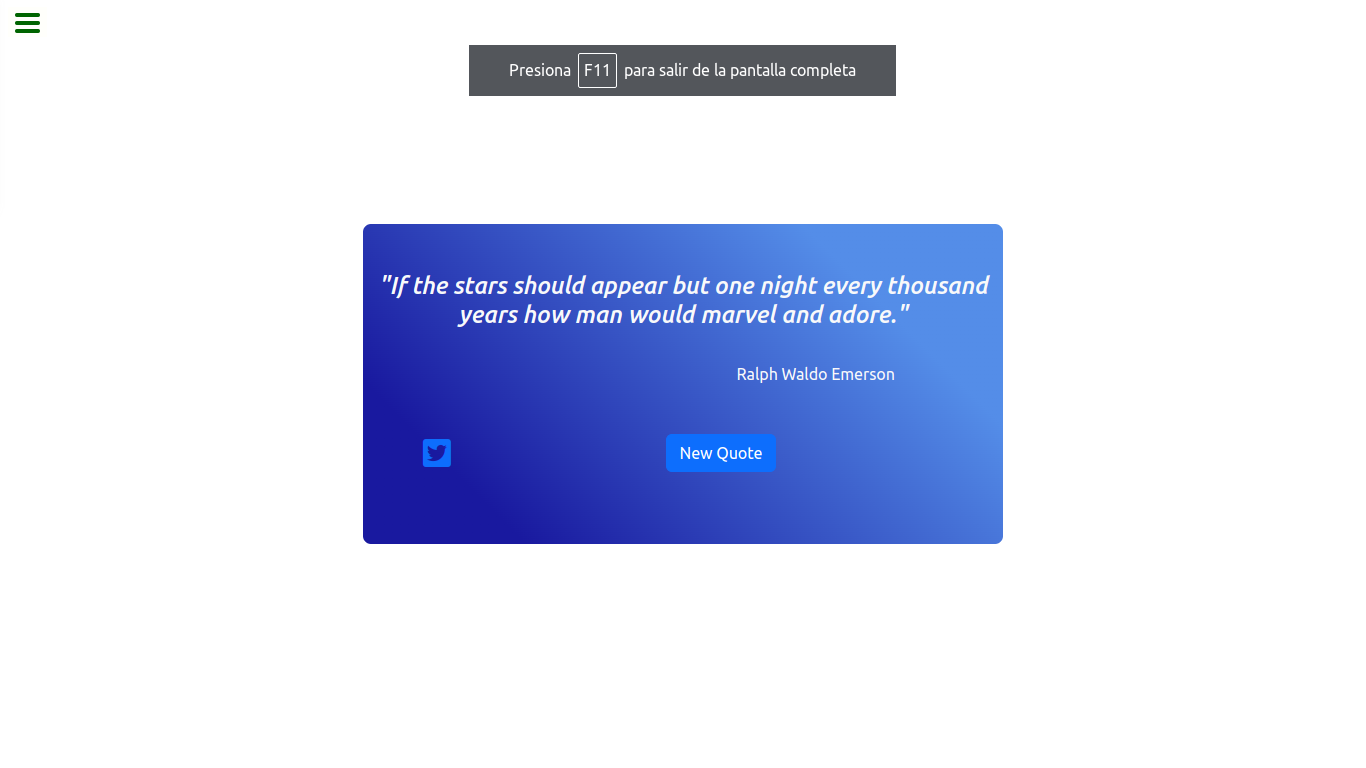 Presiona F11 para salir de la pantalla completa
"If the stars should appear but one night every thousand
years how man would marvel and adore."
Ralph Waldo Emerson
New Quote